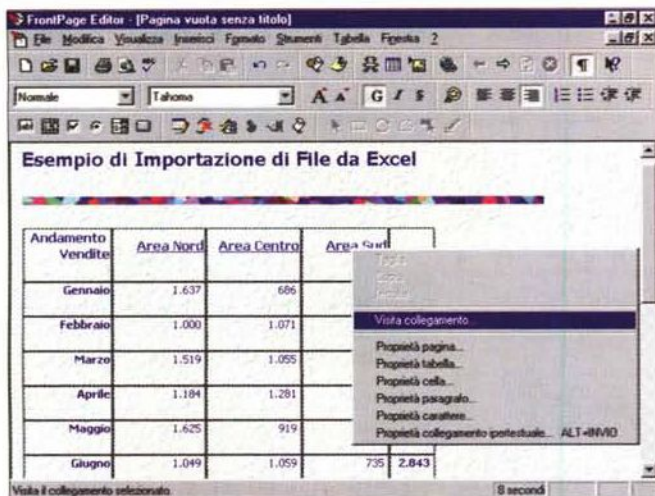 FrontPage Editor - [Pagina vuota senza titolo]
File Modifica Visualizza Inserisci Formato Strumenti Tabella Finestra ?
Normale Tahoma A A G I S
Esempio di Importazione di File da Excel
Andamento Vendite Area Nord Area Centro Area Sud
Gennaio 1.637 686
Febbraio 1.000 1.071
Marzo 1.519 1.055
Aprile 1.184 1.281
Maggio 1.625 919
Giugno 1.049 1.059 735 2.843
Visita collegamento...
Proprietà pagina...
Proprietà tabella...
Proprietà cella...
Proprietà paragrafo...
Proprietà carattere...
Proprietà collegamento ipertestuale... ALT+INVIO
Visita il collegamento selezionato.
8 secondi